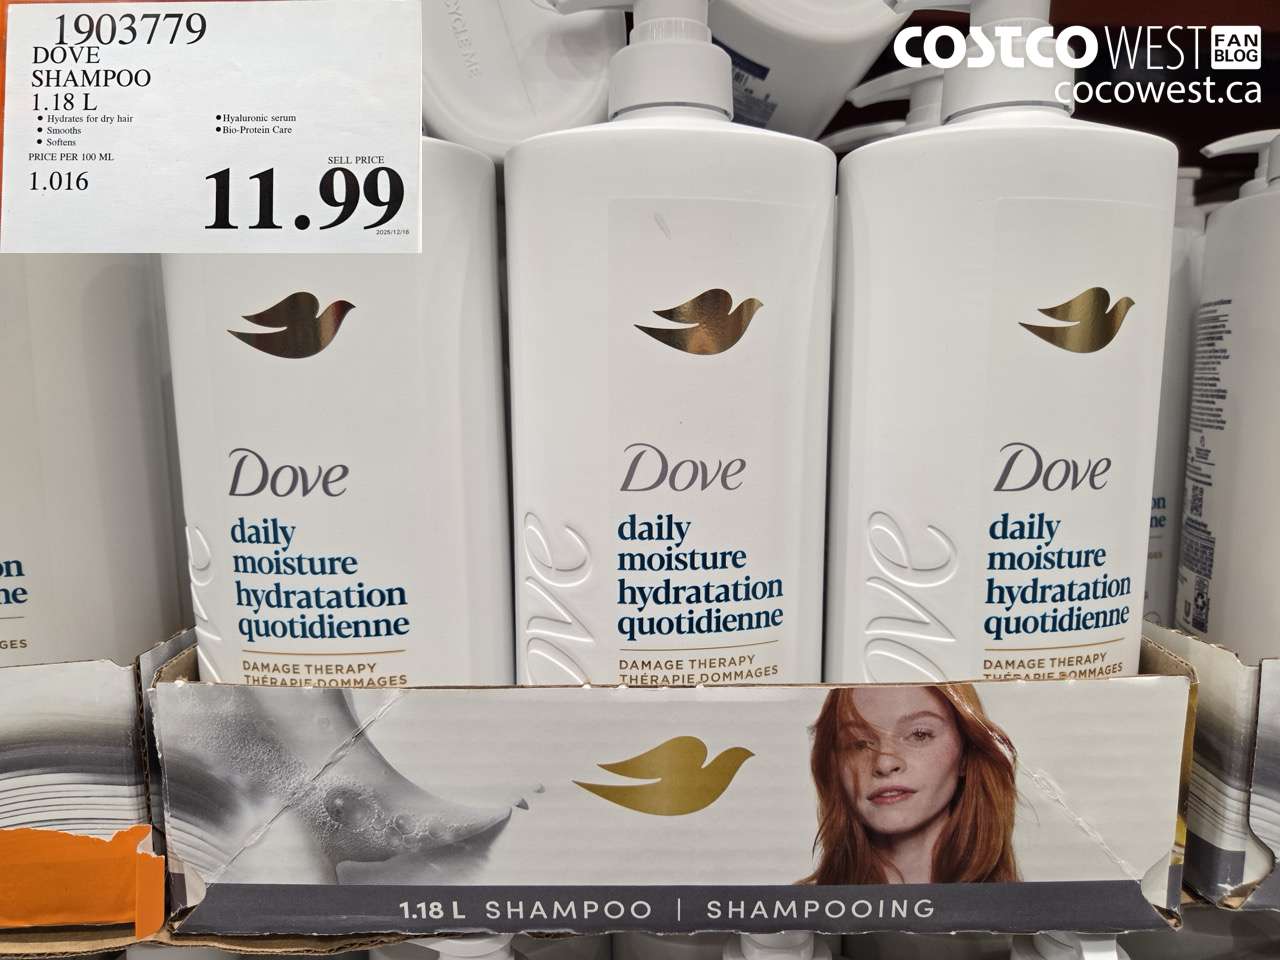 1903779
DOVE
SHAMPOO
1.18 L
• Hydrates for dry hair
• Smooths
• Softens
• Hyaluronic serum
• Bio-Protein Care
PRICE PER 100 ML
1.016
SELL PRICE
11.99
COSTCO WEST FAN BLOG
cocowest.ca
CYCLE ME
Dove
daily
moisture
hydratation
quotidienne
DAMAGE THERAPY
THÉRAPIE DOMMAGES
Dove
daily
moisture
hydratation
quotidienne
DAMAGE THERAPY
THÉRAPIE DOMMAGES
Dove
daily
moisture
hydratation
quotidienne
DAMAGE THERAPY
THÉRAPIE DOMMAGES
1.18 L SHAMPOO | SHAMPOOING